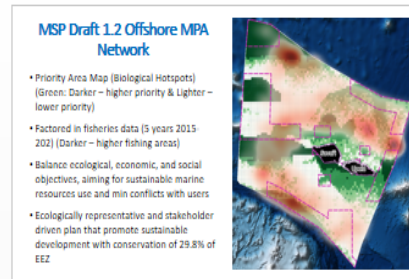 MSP Draft 1.2 Offshore MPA
Network
• Priority Area Map (Biological Hotspots)
(Green: Darker – higher priority & Lighter –
lower priority)
• Factored in fisheries data (5 years 2015-
202) (Darker – higher fishing areas)
• Balance ecological, economic, and social
objectives, aiming for sustainable marine
resources use and min conflicts with users
• Ecologically representative and stakeholder
driven plan that promote sustainable
development with conservation of 29.8% of
EEZ